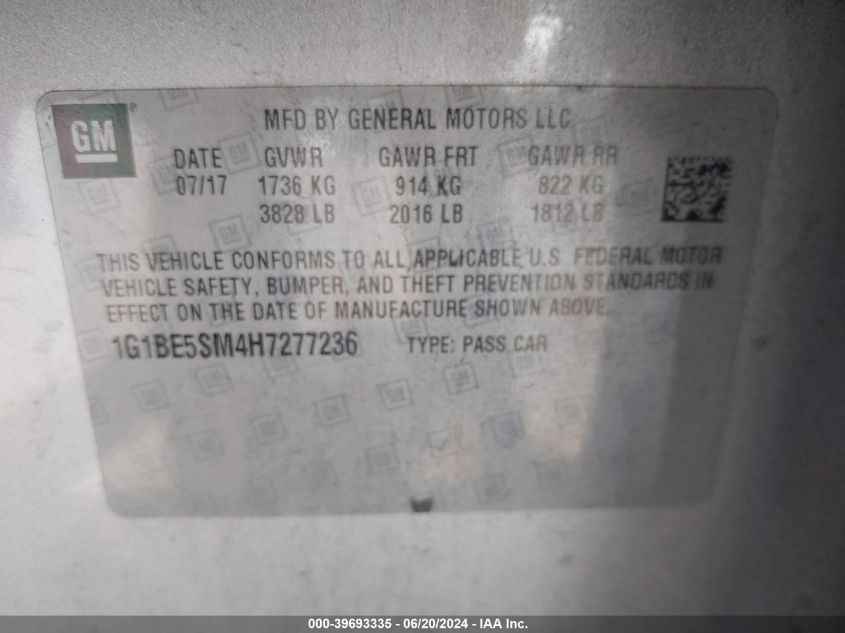 GM®
MFD BY GENERAL MOTORS LLC
DATE GVWR GAWR FRT GAWR RR
07/17 1736 KG 914 KG 822 KG
3828 LB 2016 LB 1812 LB
THIS VEHICLE CONFORMS TO ALL APPLICABLE U.S. FEDERAL MOTOR
VEHICLE SAFETY, BUMPER, AND THEFT PREVENTION STANDARDS IN
EFFECT ON THE DATE OF MANUFACTURE SHOWN ABOVE.
1G1BE5SM4H7277236 TYPE: PASS CAR
000-39693335 - 06/20/2024 - IAA Inc.